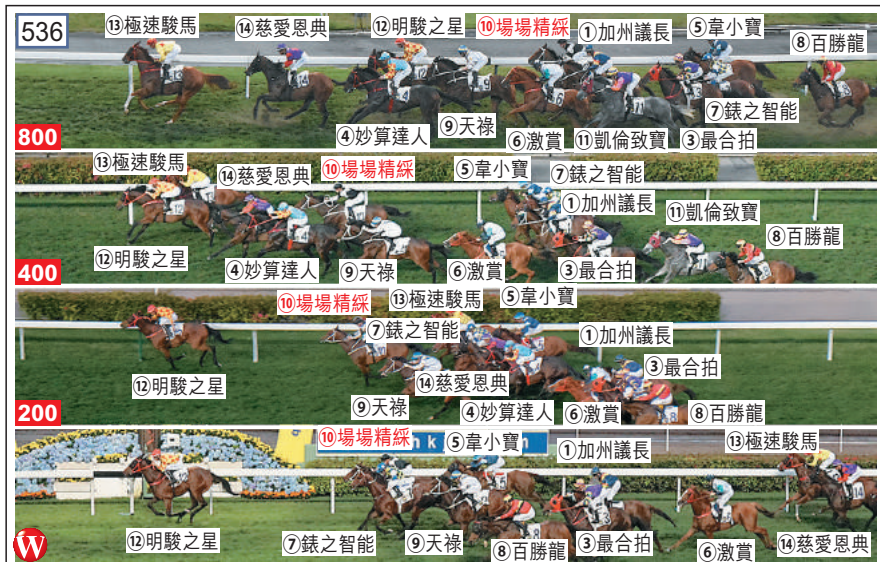 536
⑬極速駿馬 ⑭慈愛恩典 ⑫明駿之星 ⑩場場精綵 ①加州議長 ⑤韋小寶 ⑧百勝龍
④妙算達人 ⑨天祿 ⑥激賞 ⑪凱倫致寶 ③最合拍 ⑦錶之智能
800
⑬極速駿馬 ⑭慈愛恩典 ⑩場場精綵 ⑤韋小寶 ⑦錶之智能
①加州議長 ⑪凱倫致寶 ⑧百勝龍
⑫明駿之星 ④妙算達人 ⑨天祿 ⑥激賞 ③最合拍
400
⑩場場精綵 ⑬極速駿馬 ⑤韋小寶
⑦錶之智能 ①加州議長 ③最合拍
⑫明駿之星 ⑭慈愛恩典
⑨天祿 ④妙算達人 ⑥激賞 ⑧百勝龍
200
⑩場場精綵 ⑤韋小寶 ①加州議長 ⑬極速駿馬
⑫明駿之星 ⑦錶之智能 ⑨天祿 ⑧百勝龍 ③最合拍 ⑥激賞 ⑭慈愛恩典
W